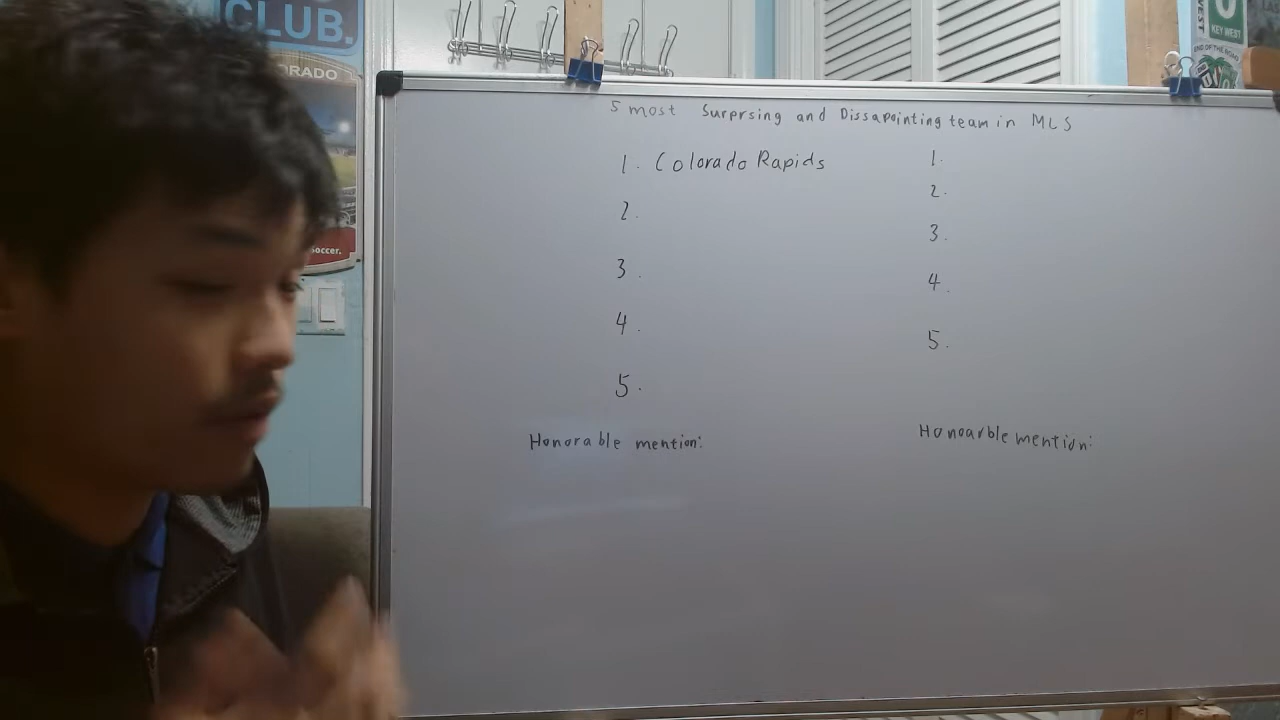 CLUB.
ORADO
Soccer.
KEY WEST
5 most Surprsing and Dissapointing team in MLS
1. Colorado Rapids
2.
3.
4.
5.
Honorable mention:
1.
2.
3.
4.
5.
Honoarble mention: